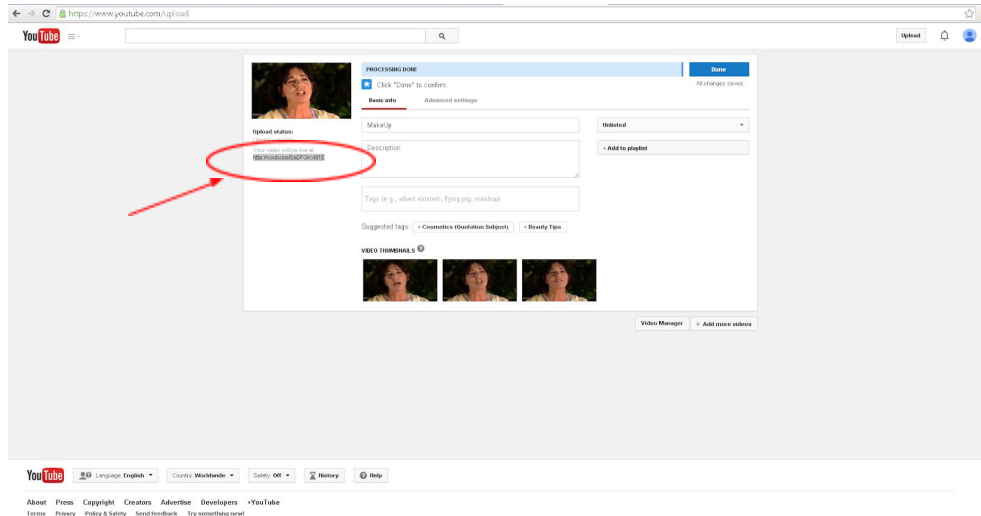 https://www.youtube.com/upload
YouTube
Upload
PROCESSING DONE
Done
Click "Done" to confirm.
All changes saved.
Basic info Advanced settings
MakeUp
Unlisted
Upload status:
Your video will be live at:
Description
+ Add to playlist
Tags (e.g., albert einstein, flying pig, mashup)
Suggested tags: + Cosmetics (Quotation Subject) + Beauty Tips
VIDEO THUMBNAILS ?
Video Manager + Add more videos
YouTube Language: English Country: Worldwide Safety: Off History Help
About Press Copyright Creators Advertise Developers +YouTube
Terms Privacy Policy & Safety Send feedback Try something new!